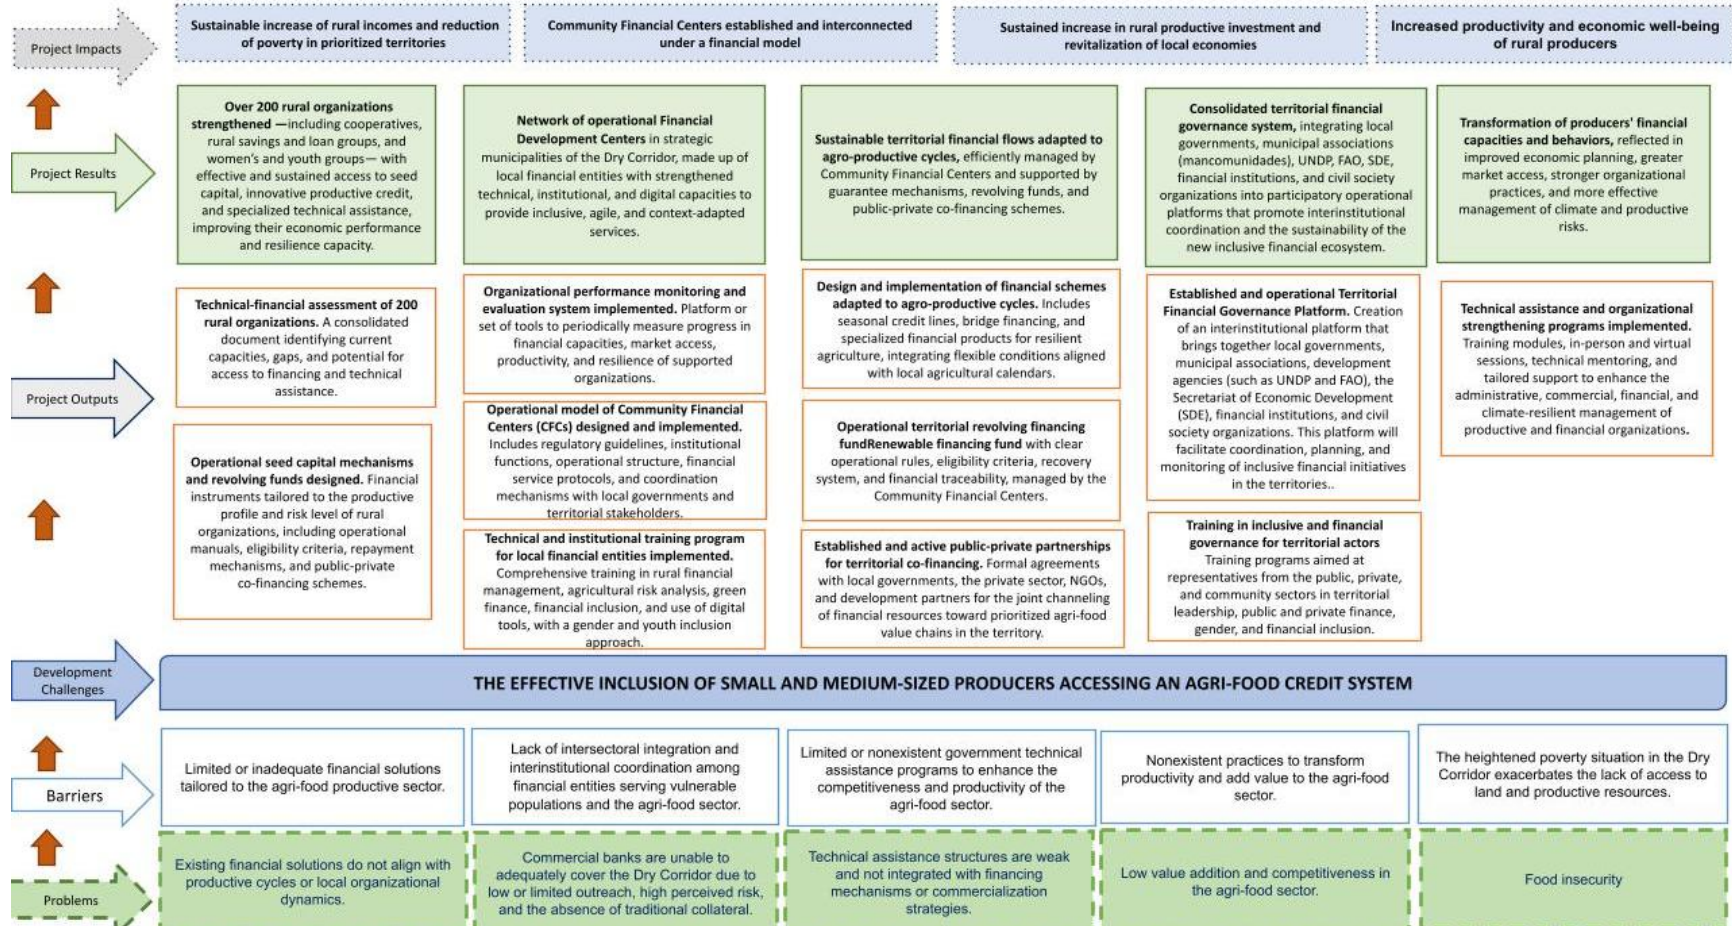 Project Impacts
Sustainable increase of rural incomes and reduction
of poverty in prioritized territories
Community Financial Centers established and interconnected
under a financial model
Sustained increase in rural productive investment and
revitalization of local economies
Increased productivity and economic well-being
of rural producers
Project Results
Over 200 rural organizations
strengthened —including cooperatives,
rural savings and loan groups, and
women's and youth groups— with
effective and sustained access to seed
capital, innovative productive credit,
and specialized technical assistance,
improving their economic performance
and resilience capacity.
Network of operational Financial
Development Centers in strategic
municipalities of the Dry Corridor, made up of
local financial entities with strengthened
technical, institutional, and digital capacities to
provide inclusive, agile, and context-adapted
services.
Sustainable territorial financial flows adapted to
agro-productive cycles, efficiently managed by
Community Financial Centers and supported by
guarantee mechanisms, revolving funds, and
public-private co-financing schemes.
Consolidated territorial financial
governance system, integrating local
governments, municipal associations
(mancomunidades), UNDP, FAO, SDE,
financial institutions, and civil society
organizations into participatory operational
platforms that promote interinstitutional
coordination and the sustainability of the
new inclusive financial ecosystem.
Transformation of producers' financial
capacities and behaviors, reflected in
improved economic planning, greater
market access, stronger organizational
practices, and more effective
management of climate and productive
risks.
Project Outputs
Technical-financial assessment of 200
rural organizations. A consolidated
document identifying current
capacities, gaps, and potential for
access to financing and technical
assistance.
Operational seed capital mechanisms
and revolving funds designed. Financial
instruments tailored to the productive
profile and risk level of rural
organizations, including operational
manuals, eligibility criteria, repayment
mechanisms, and public-private
co-financing schemes.
Organizational performance monitoring and
evaluation system implemented. Platform or
set of tools to periodically measure progress in
financial capacities, market access,
productivity, and resilience of supported
organizations.
Operational model of Community Financial
Centers (CFCs) designed and implemented.
Includes regulatory guidelines, institutional
functions, operational structure, financial
service protocols, and coordination
mechanisms with local governments and
territorial stakeholders.
Technical and institutional training program
for local financial entities implemented.
Comprehensive training in rural financial
management, agricultural risk analysis, green
finance, financial inclusion, and use of digital
tools, with a gender and youth inclusion
approach.
Design and implementation of financial schemes
adapted to agro-productive cycles. Includes
seasonal credit lines, bridge financing, and
specialized financial products for resilient
agriculture, integrating flexible conditions aligned
with local agricultural calendars.
Operational territorial revolving financing
fundRenewable financing fund with clear
operational rules, eligibility criteria, recovery
system, and financial traceability, managed by the
Community Financial Centers.
Established and active public-private partnerships
for territorial co-financing. Formal agreements
with local governments, the private sector, NGOs,
and development partners for the joint channeling
of financial resources toward prioritized agri-food
value chains in the territory.
Established and operational Territorial
Financial Governance Platform. Creation
of an interinstitutional platform that
brings together local governments,
municipal associations, development
agencies (such as UNDP and FAO), the
Secretariat of Economic Development
(SDE), financial institutions, and civil
society organizations. This platform will
facilitate coordination, planning, and
monitoring of inclusive financial initiatives
in the territories..
Training in inclusive and financial
governance for territorial actors
Training programs aimed at
representatives from the public, private,
and community sectors in territorial
leadership, public and private finance,
gender, and financial inclusion.
Technical assistance and organizational
strengthening programs implemented.
Training modules, in-person and virtual
sessions, technical mentoring, and
tailored support to enhance the
administrative, commercial, financial, and
climate-resilient management of
productive and financial organizations.
Development
Challenges
THE EFFECTIVE INCLUSION OF SMALL AND MEDIUM-SIZED PRODUCERS ACCESSING AN AGRI-FOOD CREDIT SYSTEM
Barriers
Limited or inadequate financial solutions
tailored to the agri-food productive sector.
Lack of intersectoral integration and
interinstitutional coordination among
financial entities serving vulnerable
populations and the agri-food sector.
Limited or nonexistent government technical
assistance programs to enhance the
competitiveness and productivity of the
agri-food sector.
Nonexistent practices to transform
productivity and add value to the agri-food
sector.
The heightened poverty situation in the Dry
Corridor exacerbates the lack of access to
land and productive resources.
Problems
Existing financial solutions do not align with
productive cycles or local organizational
dynamics.
Commercial banks are unable to
adequately cover the Dry Corridor due to
low or limited outreach, high perceived risk,
and the absence of traditional collateral.
Technical assistance structures are weak
and not integrated with financing
mechanisms or commercialization
strategies.
Low value addition and competitiveness in
the agri-food sector.
Food insecurity